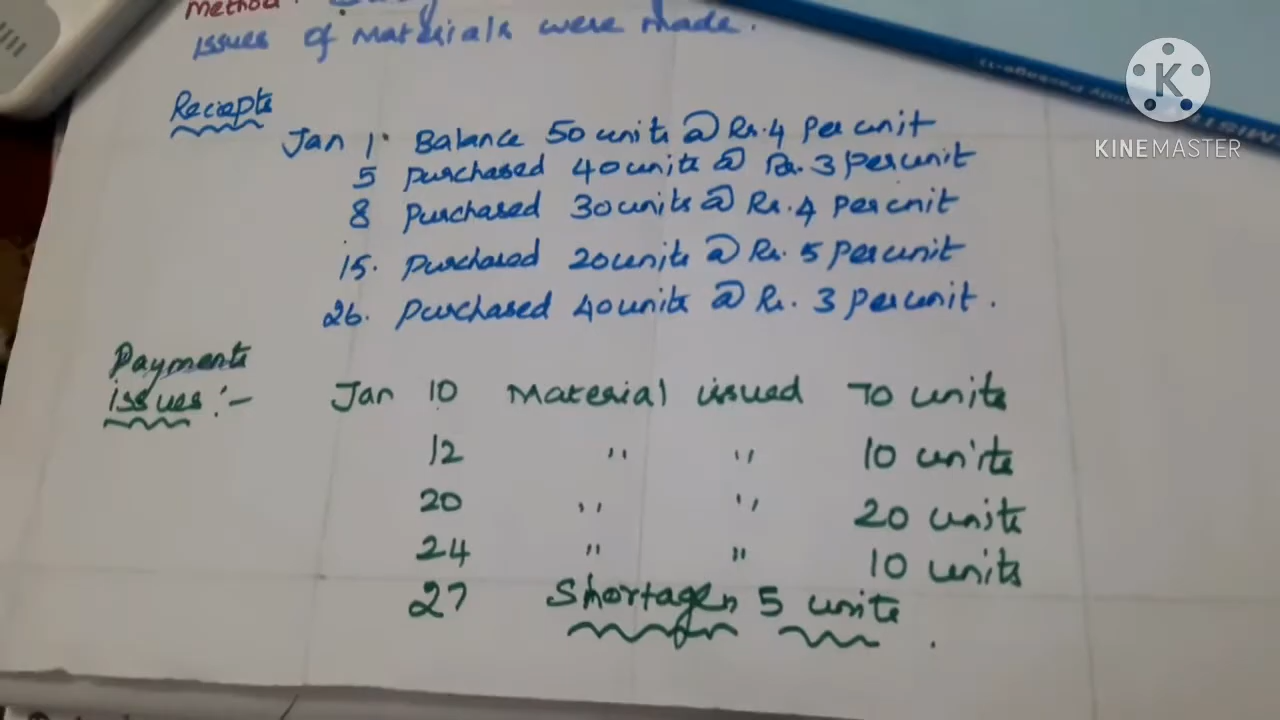 Method:
issues of Materials were made.
Reciepts
Jan 1. Balance 50 units @ Rs.4 Per unit
5 purchased 40 units @ Rs. 3 per unit
8 purchased 30 units @ Rs. 4 per unit
15. purchased 20 units @ Rs. 5 per unit
26. purchased 40 units @ Rs. 3 per unit.
Payments
issues :-
Jan 10 Material issued 70 units
12 " " 10 units
20 " " 20 units
24 " " 10 units
27 Shortage 5 units.
KINEMASTER
K